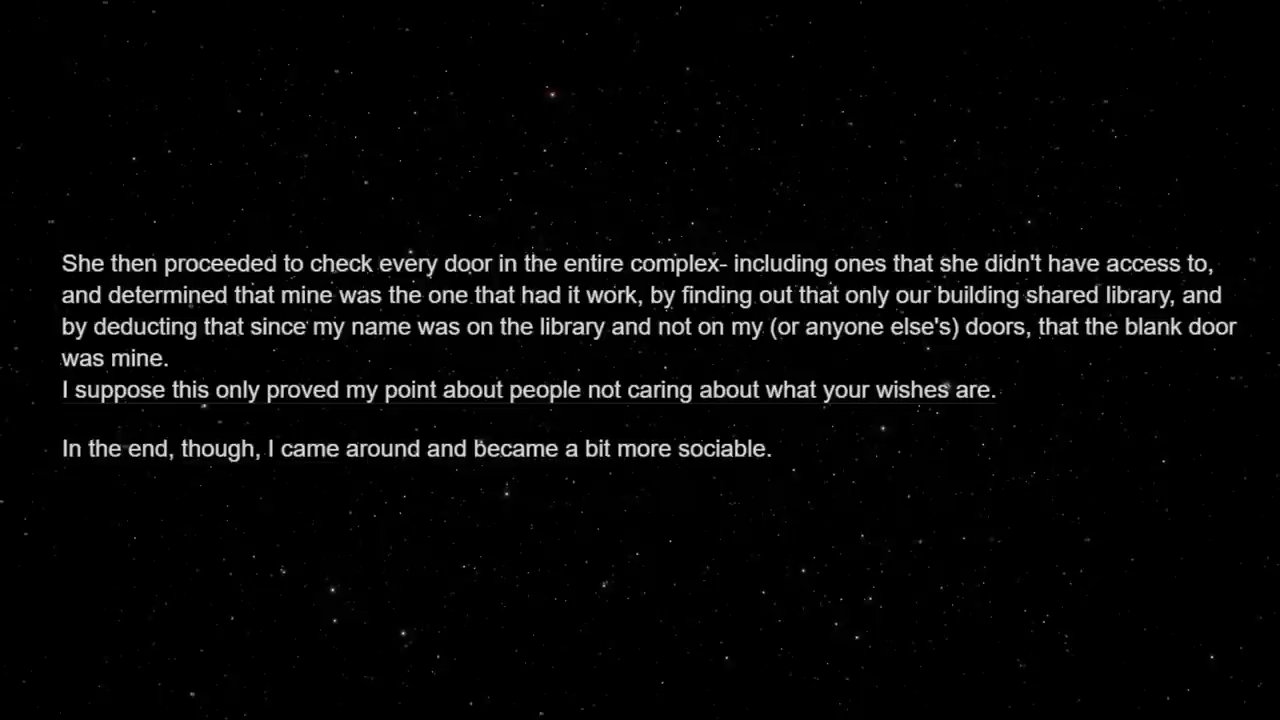 She then proceeded to check every door in the entire complex- including ones that she didn't have access to,
and determined that mine was the one that had it work, by finding out that only our building shared library, and
by deducting that since my name was on the library and not on my (or anyone else's) doors, that the blank door
was mine.
I suppose this only proved my point about people not caring about what your wishes are.
In the end, though, I came around and became a bit more sociable.